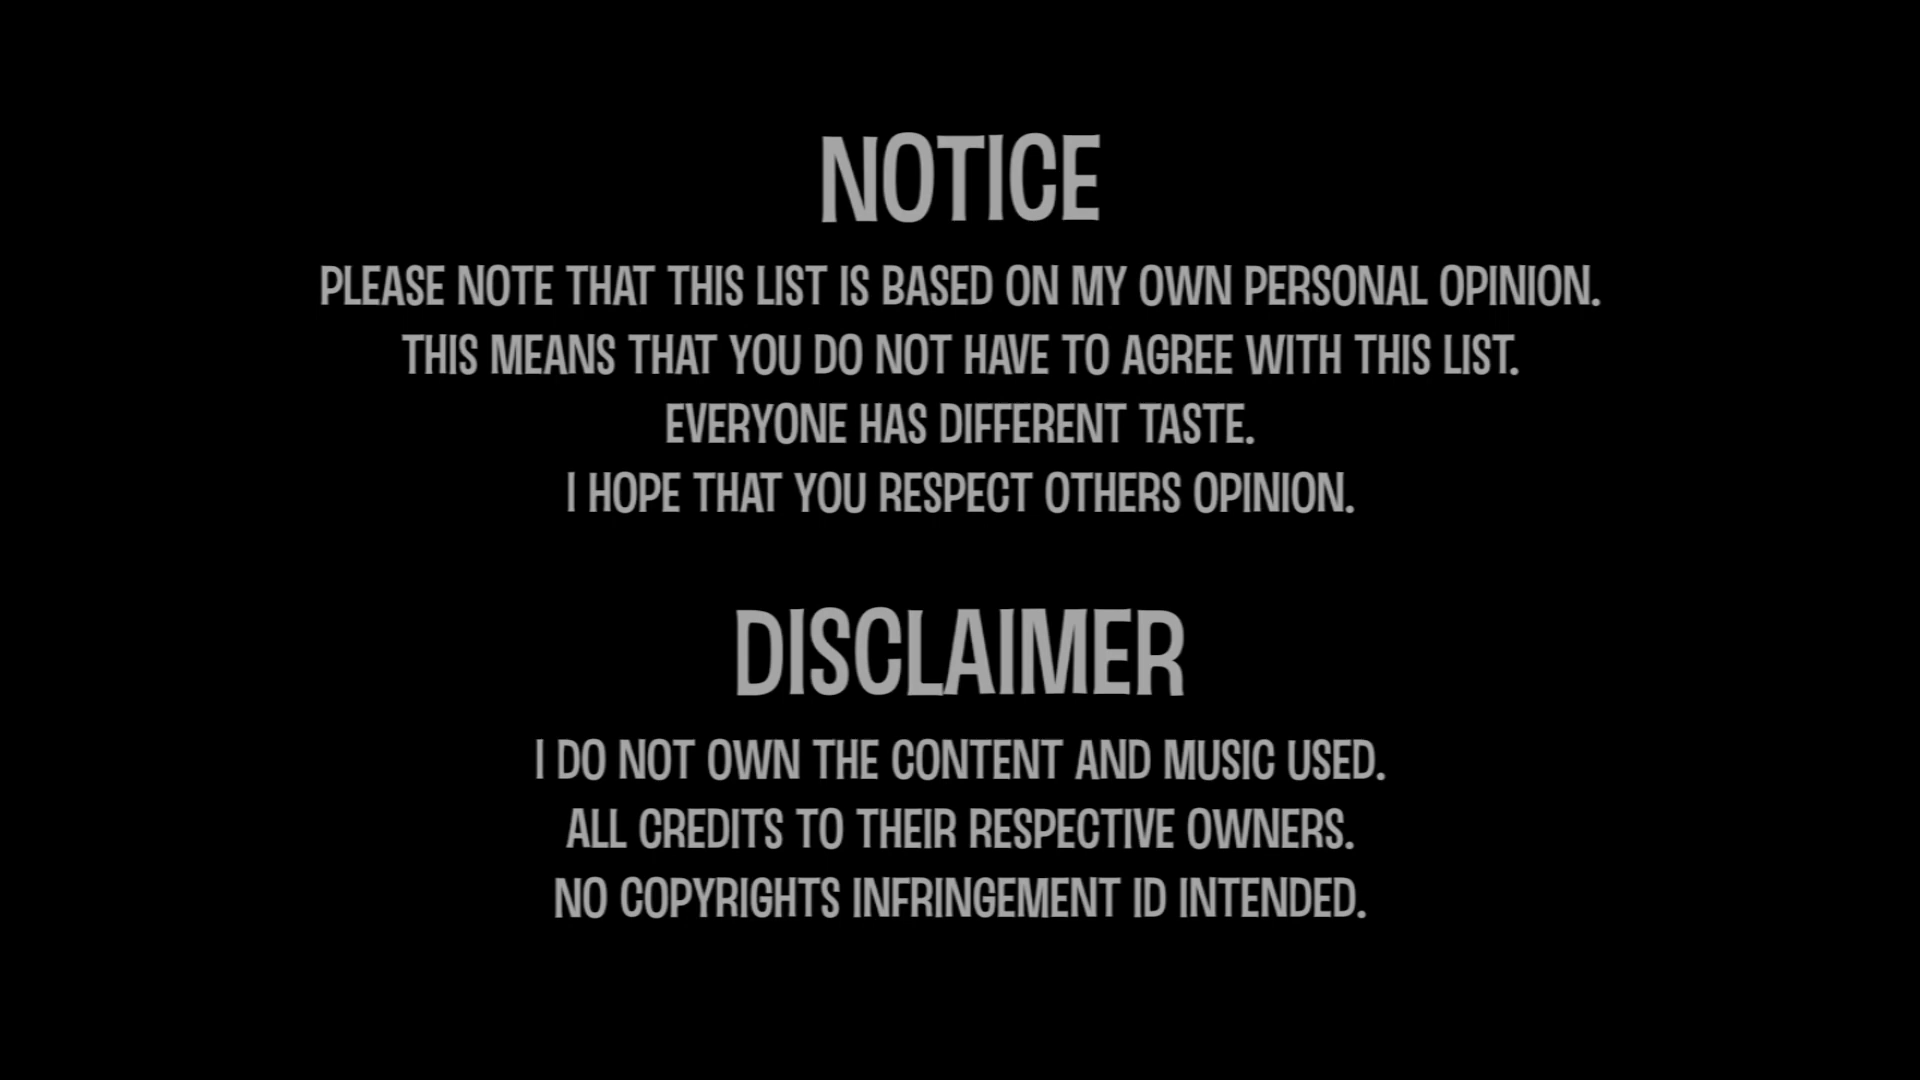 NOTICE
PLEASE NOTE THAT THIS LIST IS BASED ON MY OWN PERSONAL OPINION.
THIS MEANS THAT YOU DO NOT HAVE TO AGREE WITH THIS LIST.
EVERYONE HAS DIFFERENT TASTE.
I HOPE THAT YOU RESPECT OTHERS OPINION.
DISCLAIMER
I DO NOT OWN THE CONTENT AND MUSIC USED.
ALL CREDITS TO THEIR RESPECTIVE OWNERS.
NO COPYRIGHTS INFRINGEMENT ID INTENDED.